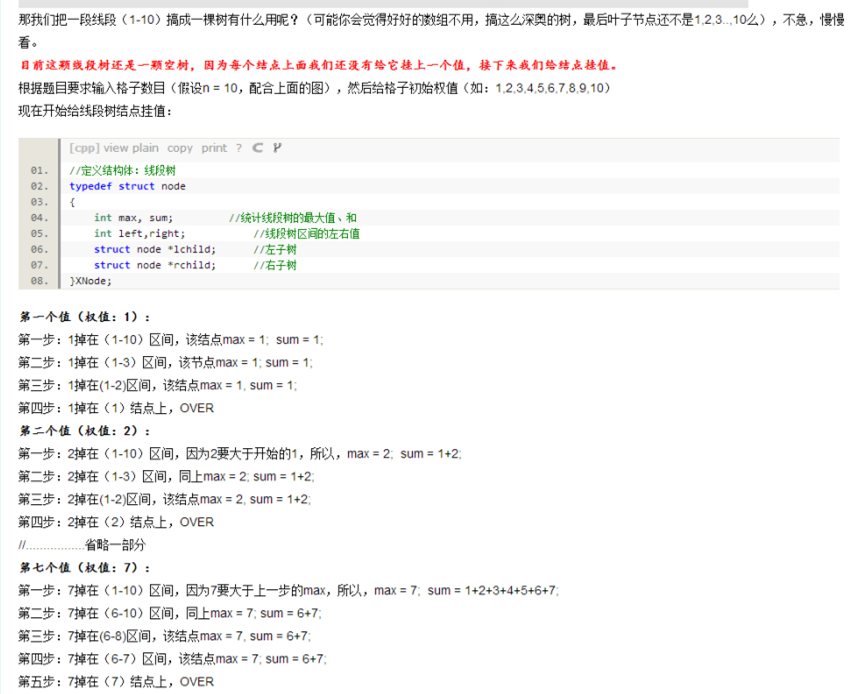 那我们把一段线段（1-10）搞成一棵树有什么用呢？（可能你会觉得好好的数组不用，搞这么深奥的树，最后叶子节点还不是1,2,3..,10么），不急，慢慢
看。
目前这颗线段树还是一颗空树，因为每个结点上面我们还没有给它挂上一个值，接下来我们给结点挂值。
根据题目要求输入格子数目（假设n = 10，配合上面的图），然后给格子初始权值（如：1,2,3,4,5,6,7,8,9,10）
现在开始给线段树结点挂值：
[cpp] view plain copy print ?
01. //定义结构体：线段树
02. typedef struct node
03. {
04. int max, sum; //统计线段树的最大值、和
05. int left,right; //线段树区间的左右值
06. struct node *lchild; //左子树
07. struct node *rchild; //右子树
08. }XNode;
第一个值（权值：1）：
第一步：1掉在（1-10）区间，该结点max = 1; sum = 1;
第二步：1掉在（1-3）区间，该节点max = 1; sum = 1;
第三步：1掉在(1-2)区间，该结点max = 1, sum = 1;
第四步：1掉在（1）结点上，OVER
第二个值（权值：2）：
第一步：2掉在（1-10）区间，因为2要大于开始的1，所以，max = 2; sum = 1+2;
第二步：2掉在（1-3）区间，同上max = 2; sum = 1+2;
第三步：2掉在(1-2)区间，该结点max = 2, sum = 1+2;
第四步：2掉在（2）结点上，OVER
//.................省略一部分
第七个值（权值：7）：
第一步：7掉在（1-10）区间，因为7要大于上一步的max，所以，max = 7; sum = 1+2+3+4+5+6+7;
第二步：7掉在（6-10）区间，同上max = 7; sum = 6+7;
第三步：7掉在(6-8)区间，该结点max = 7, sum = 6+7;
第四步：7掉在（6-7）区间，该结点max = 7; sum = 6+7;
第五步：7掉在（7）结点上，OVER